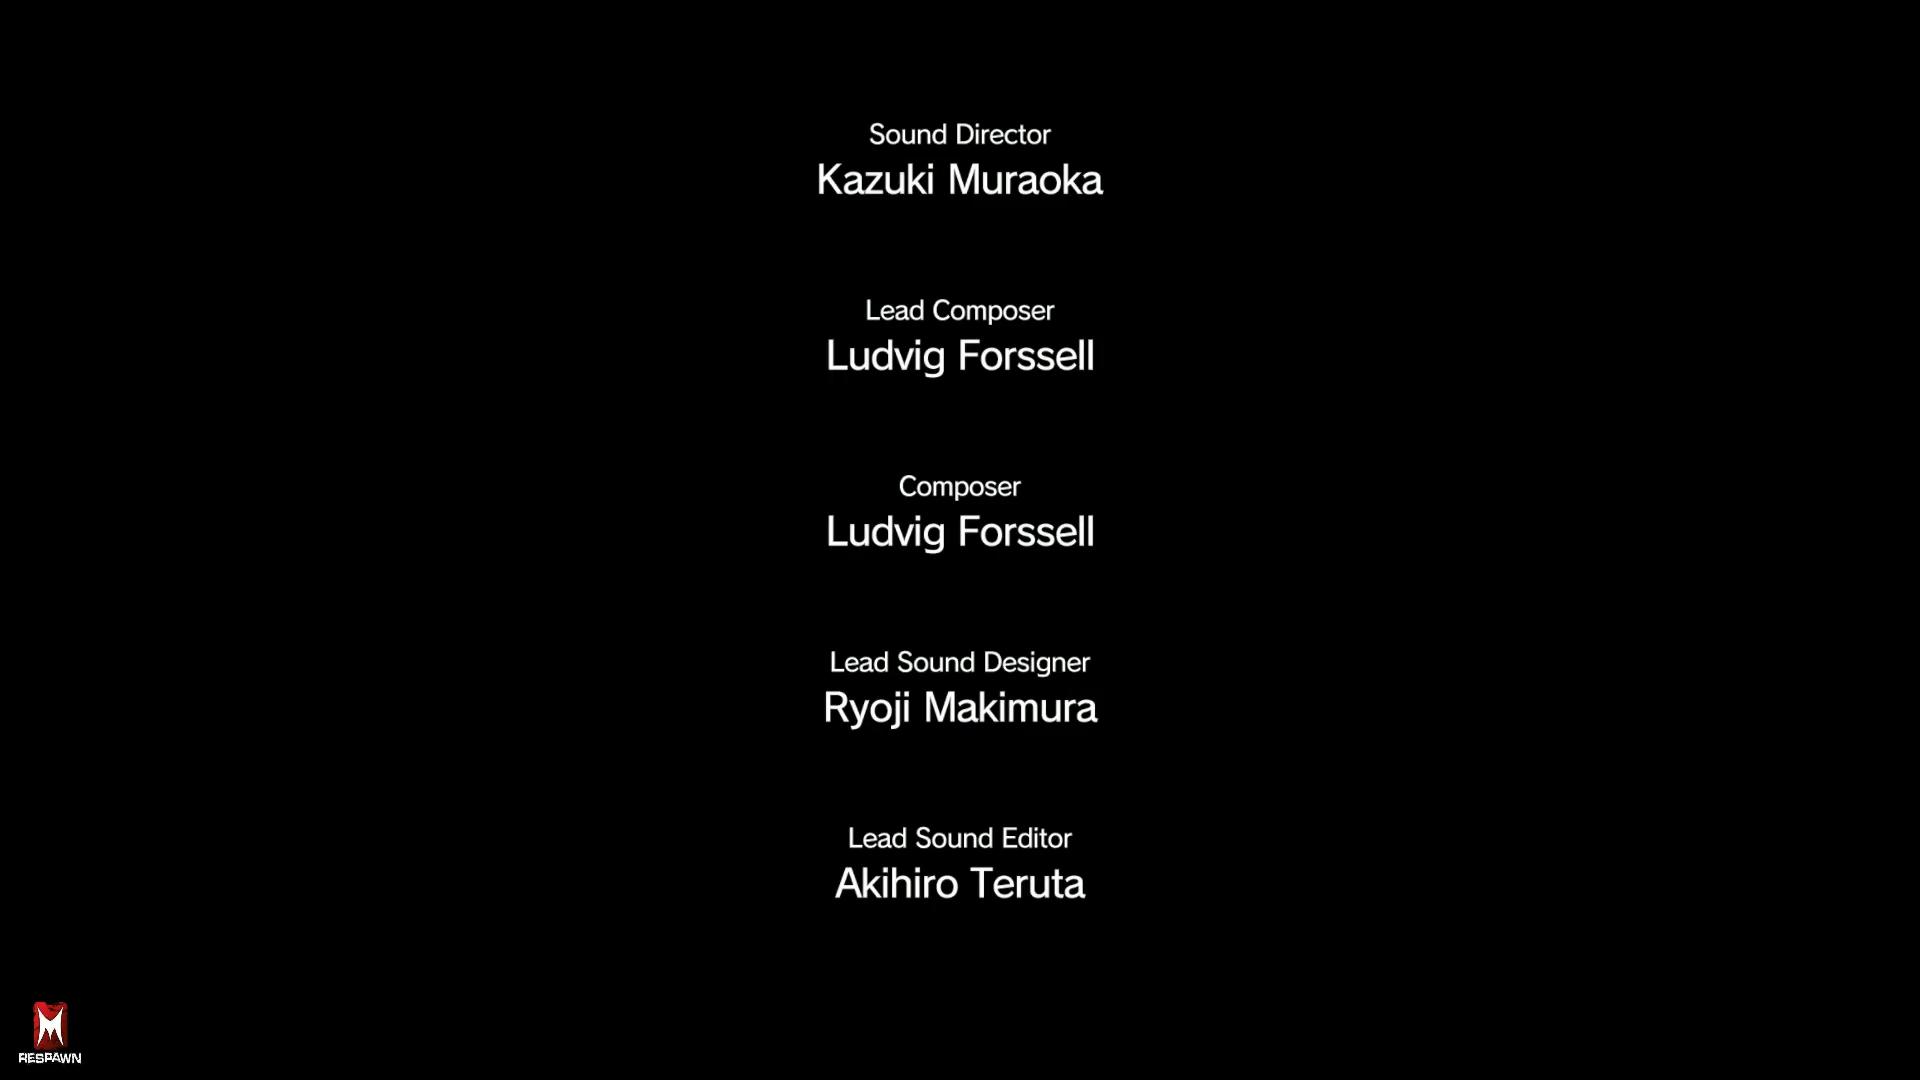 Sound Director
Kazuki Muraoka
Lead Composer
Ludvig Forssell
Composer
Ludvig Forssell
Lead Sound Designer
Ryoji Makimura
Lead Sound Editor
Akihiro Teruta
RESPAWN